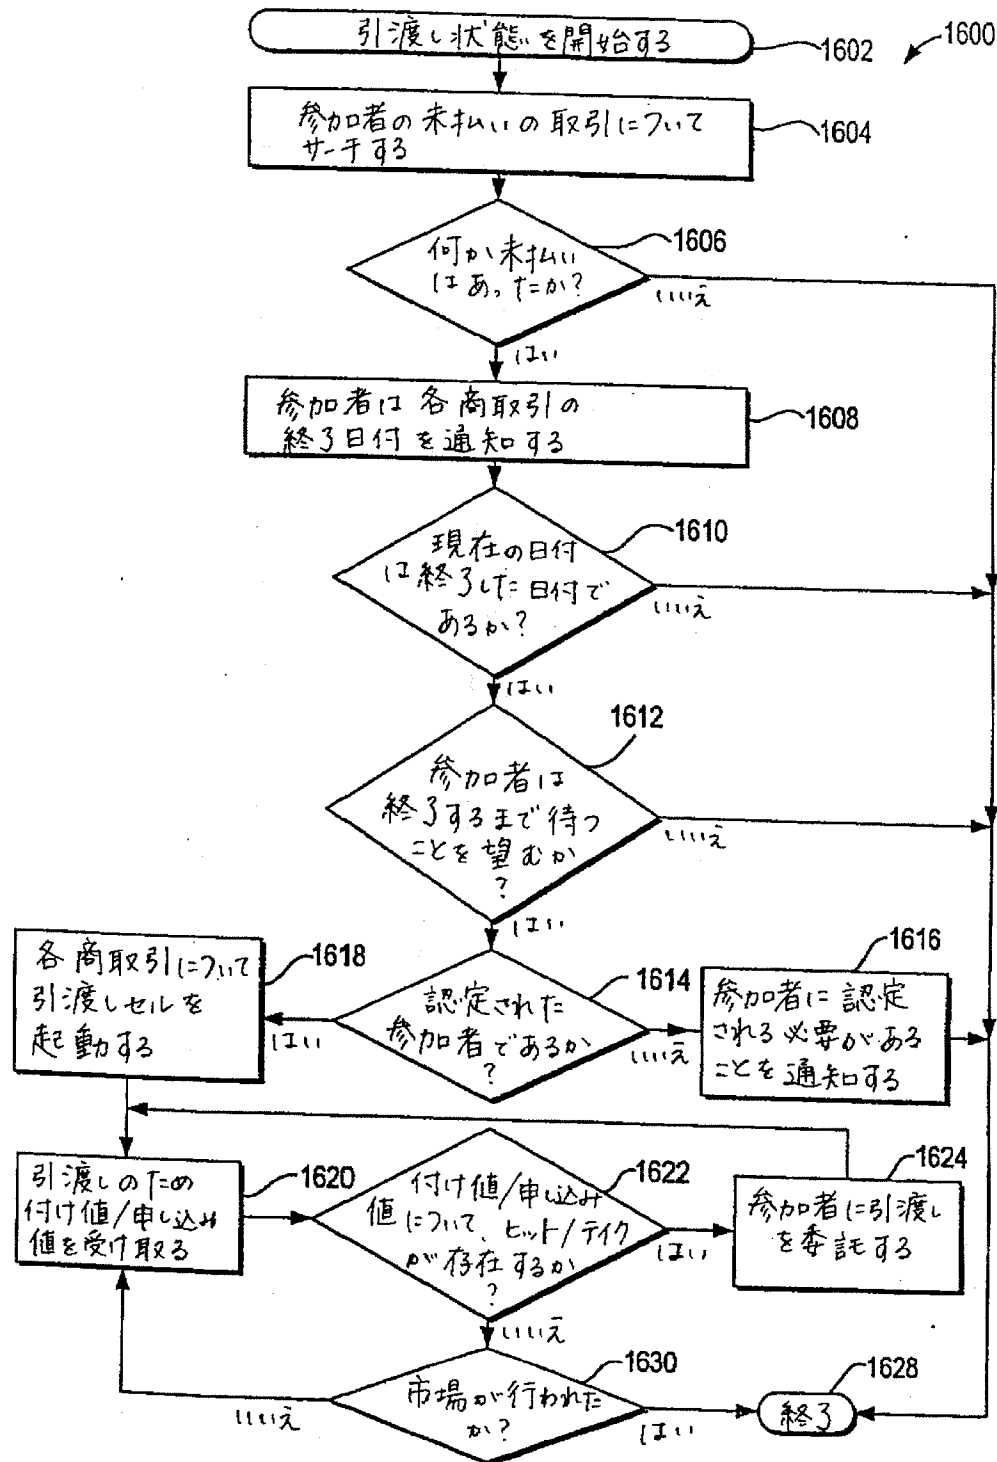 引渡し状態を開始する
1602
1600
参加者の未払いの取引について
サーチする
1604
何か未払い
はあったか?
1606
いいえ
はい
参加者は各商取引の
終了日付を通知する
1608
現在の日付
は終了した日付で
あるか?
1610
いいえ
はい
参加者は
終了するまで待つ
ことを望むか
?
1612
いいえ
はい
各商取引について
引渡しセルを
起動する
1618
はい
認定された
参加者であるか
?
1614
いいえ
参加者に認定
される必要がある
ことを通知する
1616
引渡しのため
付け値/申し込み
値を受け取る
1620
付け値/申し込み
値について、ヒット/テイク
が存在するか
?
1622
はい
いいえ
参加者に引渡し
を委託する
1624
市場が行われた
か?
1630
いいえ
はい
終了
1628